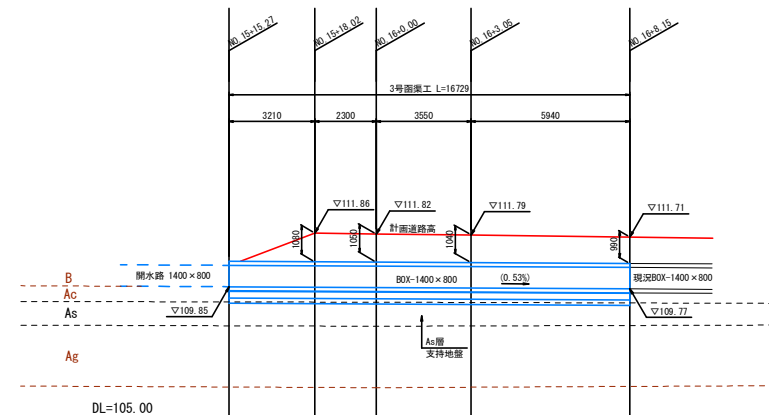 NO.15+15.27
NO.15+18.02
NO.16+0.00
NO.16+3.05
NO.16+8.15
3号函渠工 L=16729
3210
2300
3550
5940
▽111.86
▽111.82
▽111.79
▽111.71
計画道路高
1080
1050
1040
990
B
開水路 1400×800
BOX-1400×800
(0.53%)
現況BOX-1400×800
Ac
As
▽109.85
▽109.77
As層
支持地盤
Ag
DL=105.00